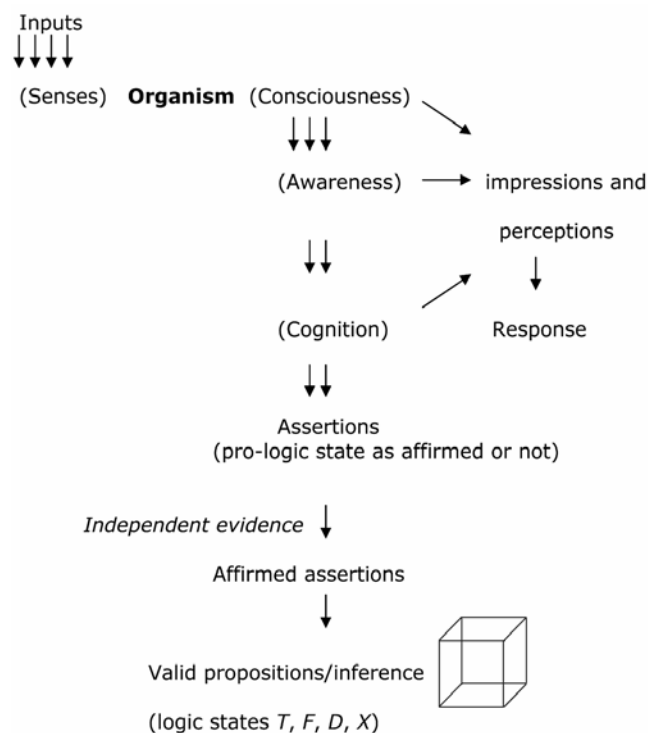 Inputs
(Senses) Organism (Consciousness)
(Awareness)
impressions and
perceptions
(Cognition)
Response
Assertions
(pro-logic state as affirmed or not)
Independent evidence
Affirmed assertions
Valid propositions/inference
(logic states T, F, D, X)